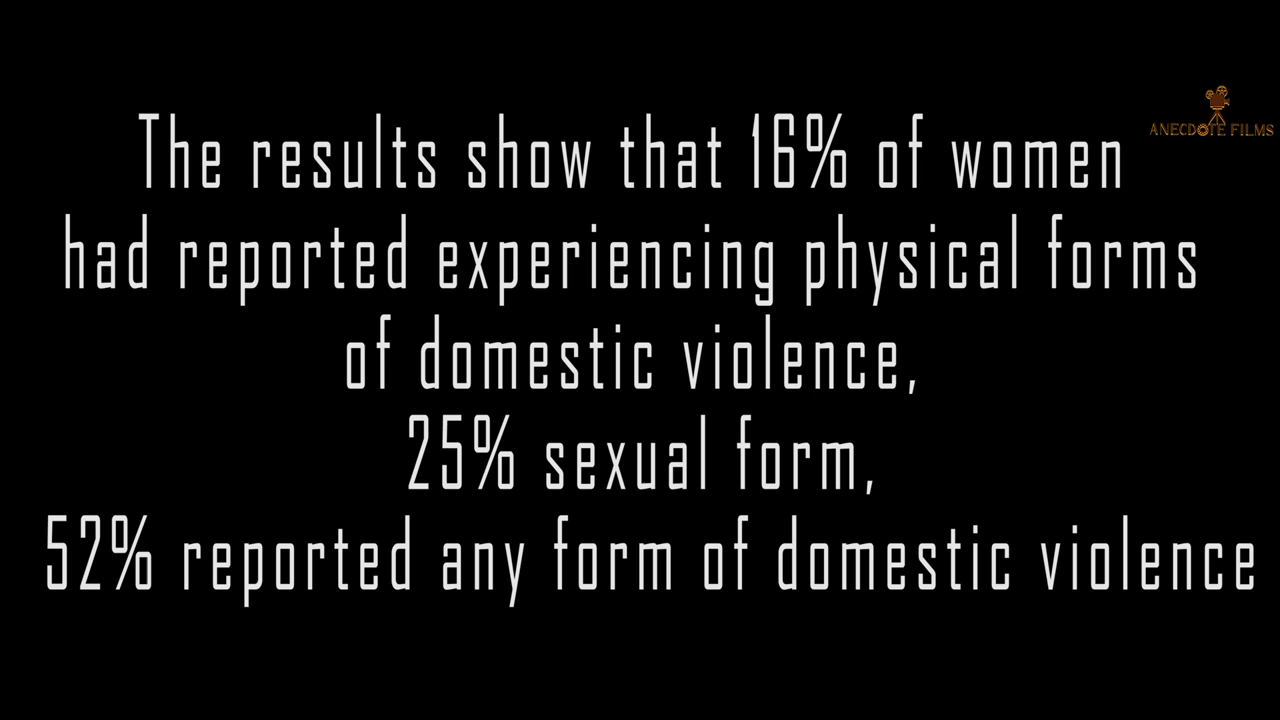 The results show that 16% of women
ANECDOTE FILMS
had reported experiencing physical forms
of domestic violence,
25% sexual form,
52% reported any form of domestic violence